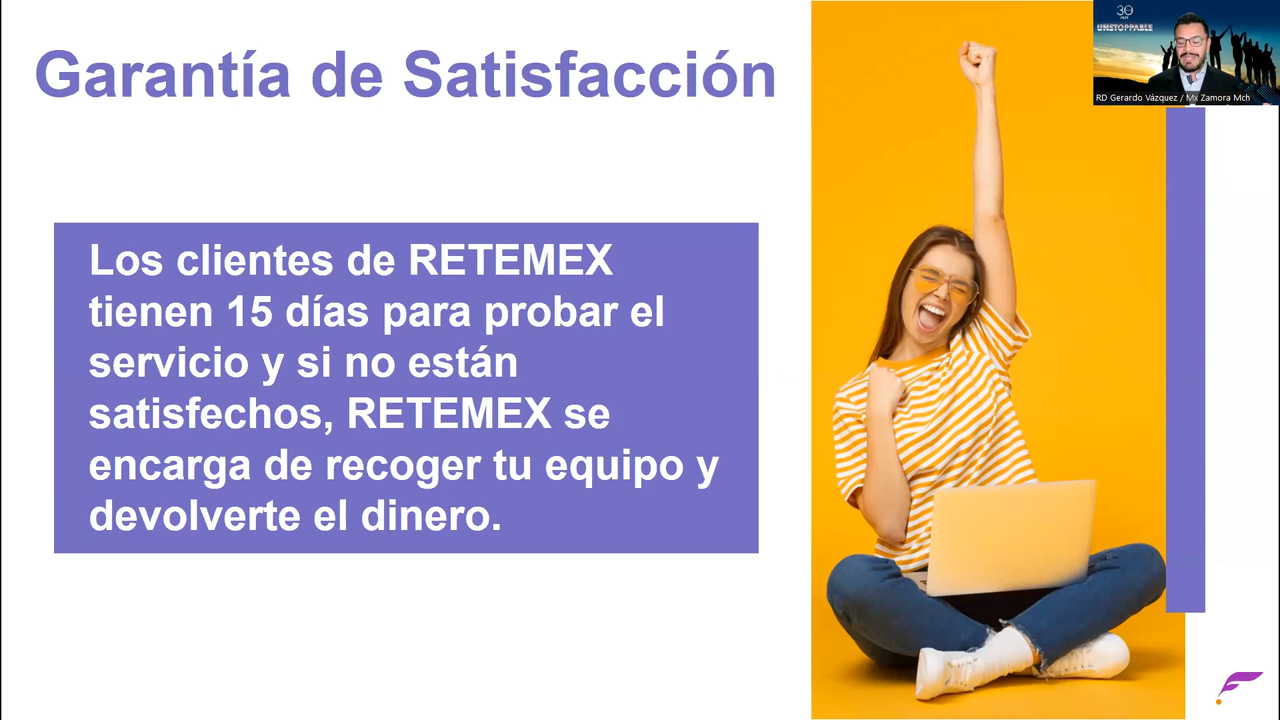 Garantía de Satisfacción
30
UNSTOPPABLE
RD Gerardo Vázquez / Mx Zamora Mch
Los clientes de RETEMEX
tienen 15 días para probar el
servicio y si no están
satisfechos, RETEMEX se
encarga de recoger tu equipo y
devolverte el dinero.